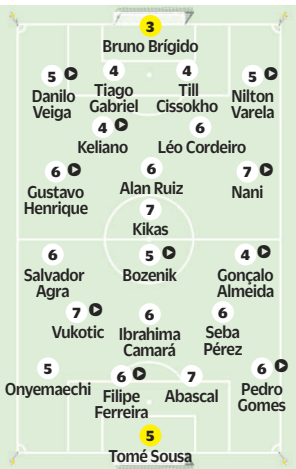 3
Bruno Brígido
5 4 4 5
Danilo Veiga
Tiago Gabriel
Till Cissokho
Nilton Varela
4 6
Keliano Léo Cordeiro
6 6 7
Gustavo Henrique
Alan Ruiz
Nani
7
Kikas
6 5 4
Salvador Agra
Bozenik
Gonçalo Almeida
7 6 6
Vukotic
Ibrahima Camará
Seba Pérez
5 6 7 6
Onyemaechi
Filipe Ferreira
Abascal
Pedro Gomes
5
Tomé Sousa